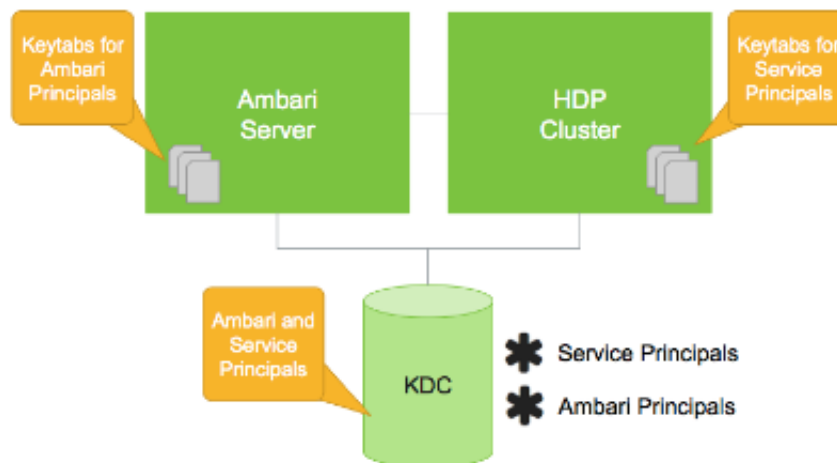 Keytabs for
Ambari
Principals
Ambari
Server
HDP
Cluster
Keytabs for
Service
Principals
Ambari and
Service
Principals
KDC
Service Principals
Ambari Principals